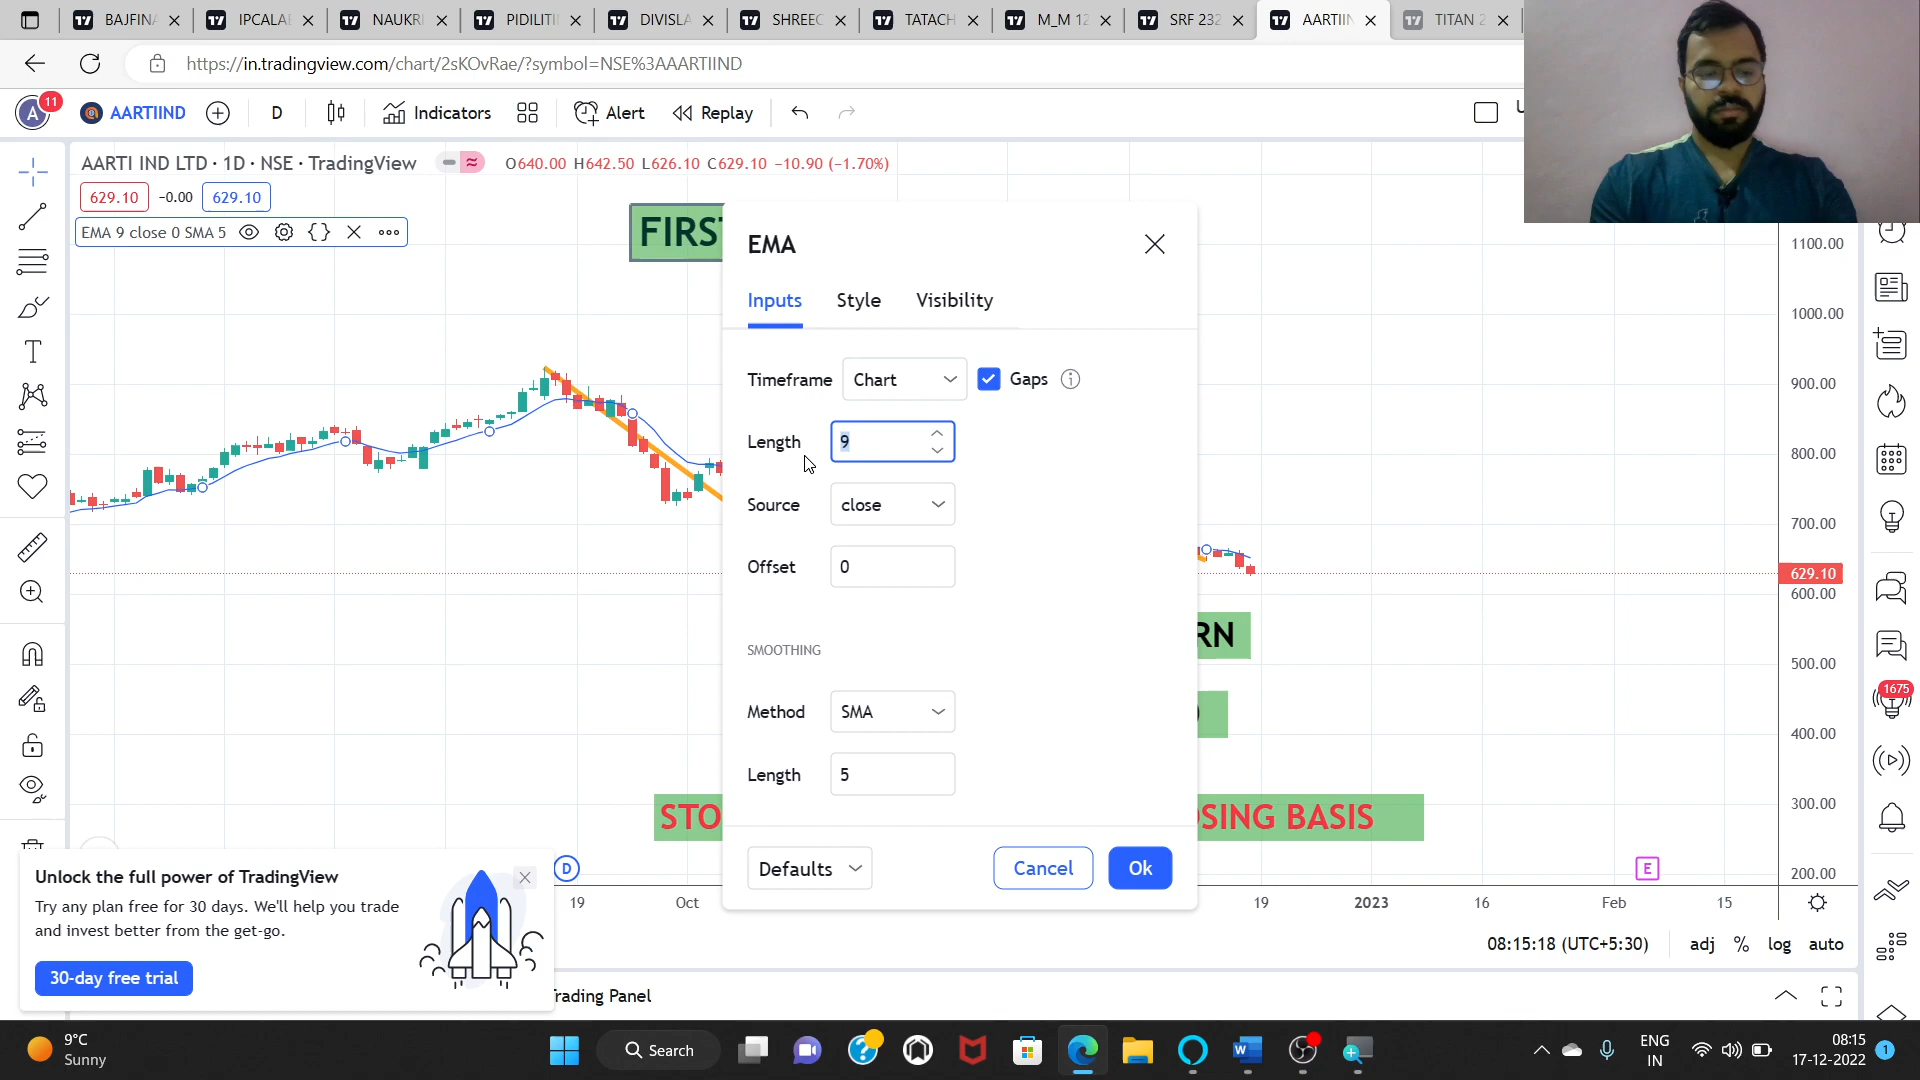 BAJFINA
IPCALAB
NAUKRI
PIDILITI
DIVISLA
SHREEC
TATACH
M_M 12
SRF 232
AARTIIN
TITAN 2
https://in.tradingview.com/chart/2sKOvRae/?symbol=NSE%3AAARTIIND
A 11
AARTIIND
D
Indicators
Alert
Replay
AARTI IND LTD · 1D · NSE · TradingView
O640.00 H642.50 L626.10 C629.10 −10.90 (−1.70%)
629.10 −0.00 629.10
EMA 9 close 0 SMA 5
FIRST
EMA
Inputs
Style
Visibility
Timeframe
Chart
Gaps
Length
9
Source
close
Offset
0
SMOOTHING
Method
SMA
Length
5
Defaults
Cancel
Ok
RN
)
STO
OSING BASIS
1100.00
1000.00
900.00
800.00
700.00
629.10
600.00
500.00
400.00
300.00
200.00
1675
D
E
19
Oct
19
2023
16
Feb
15
Unlock the full power of TradingView
Try any plan free for 30 days. We'll help you trade
and invest better from the get-go.
30-day free trial
08:15:18 (UTC+5:30)
adj
%
log
auto
Trading Panel
9°C
Sunny
Search
ENG
IN
08:15
17-12-2022
1